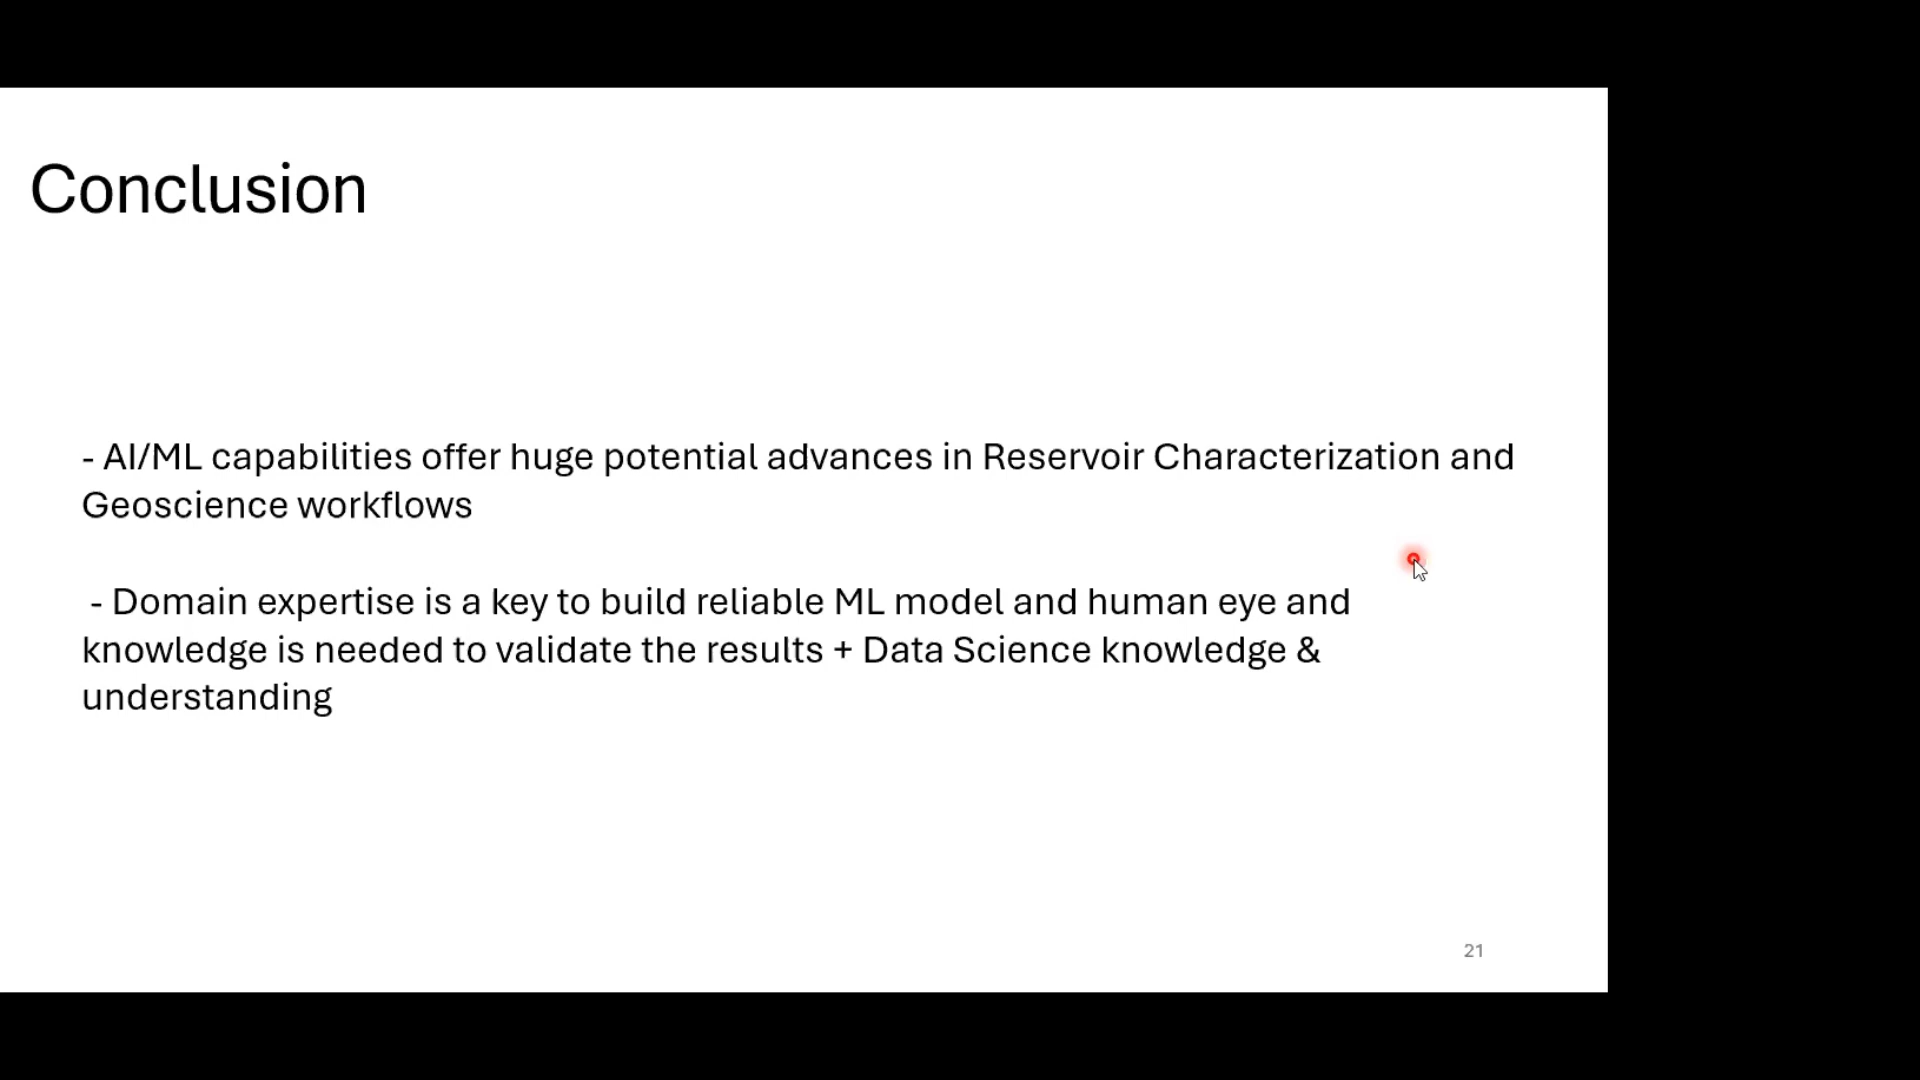 Conclusion
- AI/ML capabilities offer huge potential advances in Reservoir Characterization and
Geoscience workflows
- Domain expertise is a key to build reliable ML model and human eye and
knowledge is needed to validate the results + Data Science knowledge &
understanding
21